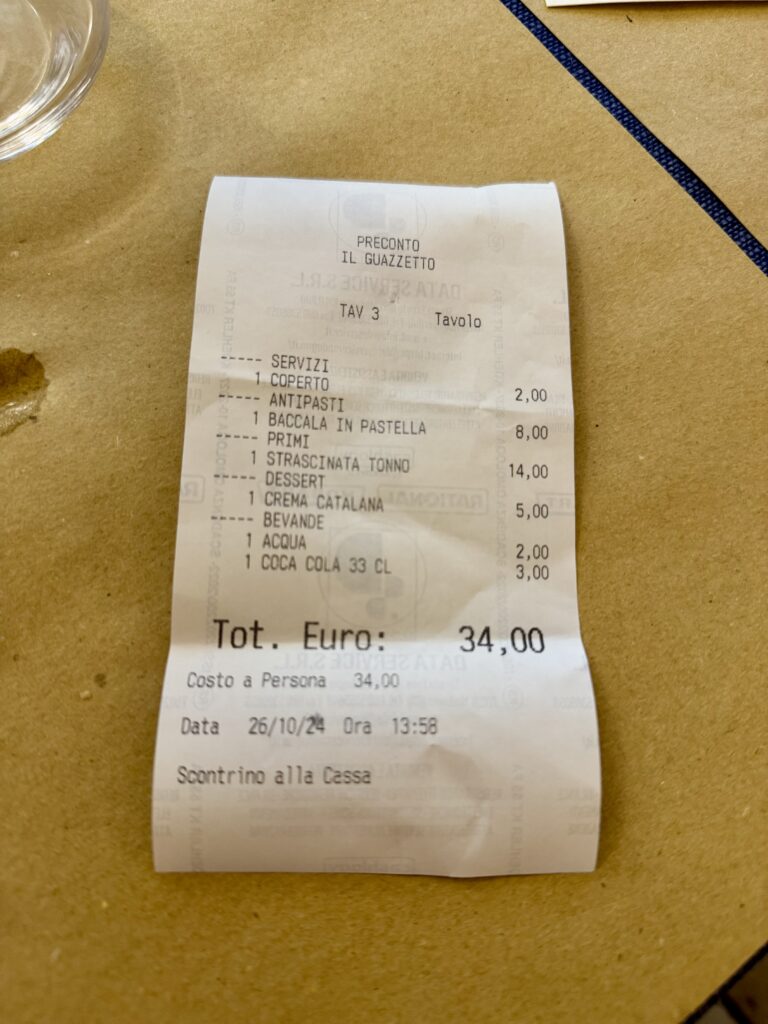 PRECONTO
IL GUAZZETTO
TAV 3 Tavolo
----- SERVIZI
1 COPERTO 2,00
----- ANTIPASTI
1 BACCALA IN PASTELLA 8,00
----- PRIMI
1 STRASCINATA TONNO 14,00
----- DESSERT
1 CREMA CATALANA 5,00
----- BEVANDE
1 ACQUA 2,00
1 COCA COLA 33 CL 3,00
Tot. Euro: 34,00
Costo a Persona 34,00
Data 26/10/24 Ora 13:58
Scontrino alla Cassa